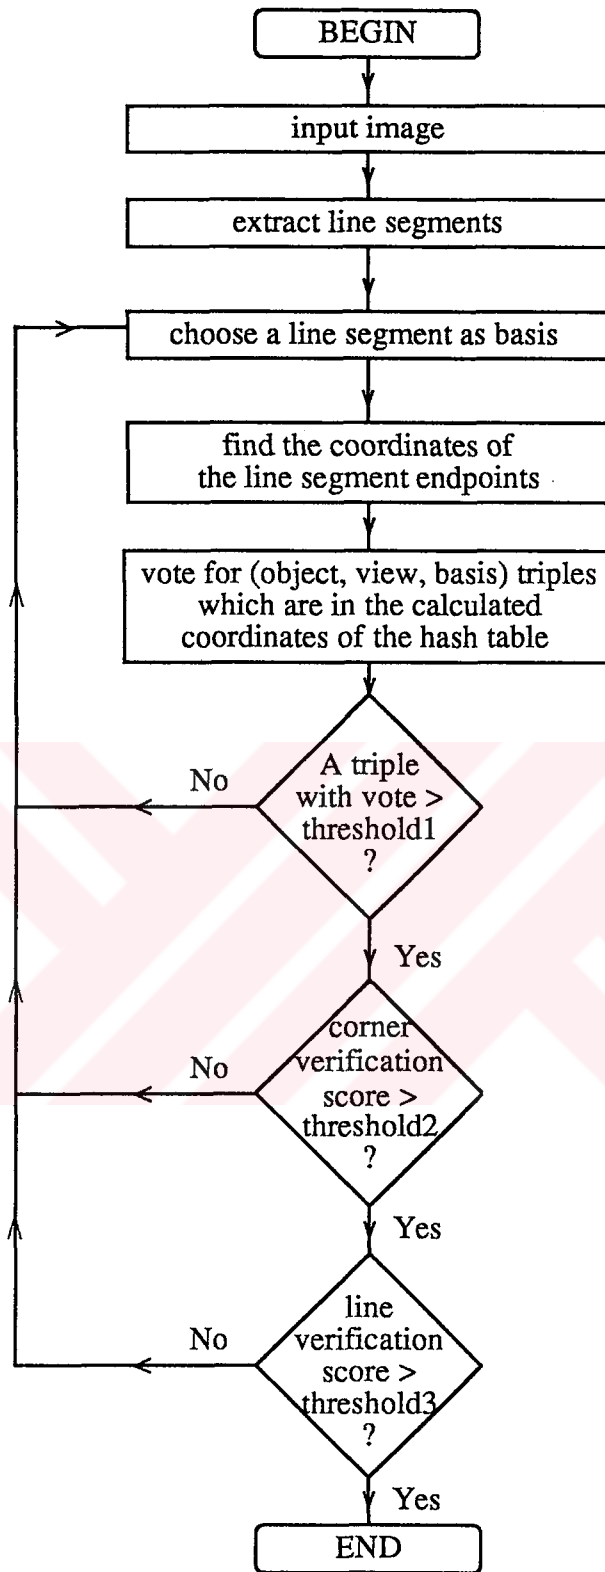 BEGIN
input image
extract line segments
choose a line segment as basis
find the coordinates of
the line segment endpoints
vote for (object, view, basis) triples
which are in the calculated
coordinates of the hash table
A triple
with vote >
threshold1
?
No
Yes
corner
verification
score >
threshold2
?
No
Yes
line
verification
score >
threshold3
?
No
Yes
END